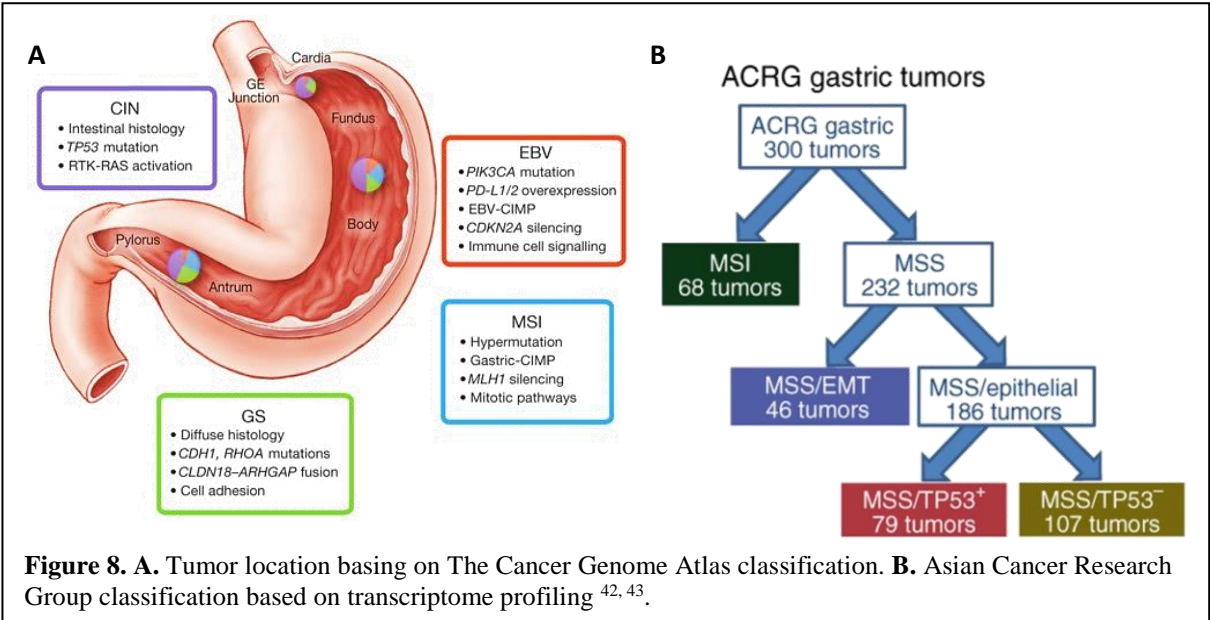 A
Cardia
GE
Junction
Fundus
Body
Pylorus
Antrum
CIN
• Intestinal histology
• TP53 mutation
• RTK-RAS activation
EBV
• PIK3CA mutation
• PD-L1/2 overexpression
• EBV-CIMP
• CDKN2A silencing
• Immune cell signalling
MSI
• Hypermutation
• Gastric-CIMP
• MLH1 silencing
• Mitotic pathways
GS
• Diffuse histology
• CDH1, RHOA mutations
• CLDN18–ARHGAP fusion
• Cell adhesion
B
ACRG gastric tumors
ACRG gastric
300 tumors
MSI
68 tumors
MSS
232 tumors
MSS/EMT
46 tumors
MSS/epithelial
186 tumors
MSS/TP53⁺
79 tumors
MSS/TP53⁻
107 tumors
Figure 8. A. Tumor location basing on The Cancer Genome Atlas classification. B. Asian Cancer Research
Group classification based on transcriptome profiling ⁴²,⁴³.